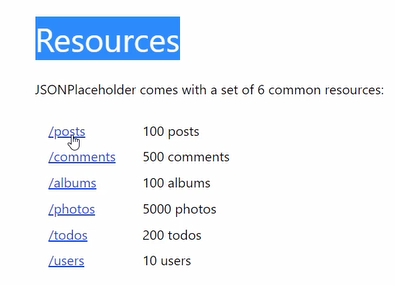 Resources
JSONPlaceholder comes with a set of 6 common resources:
/posts 100 posts
/comments 500 comments
/albums 100 albums
/photos 5000 photos
/todos 200 todos
/users 10 users